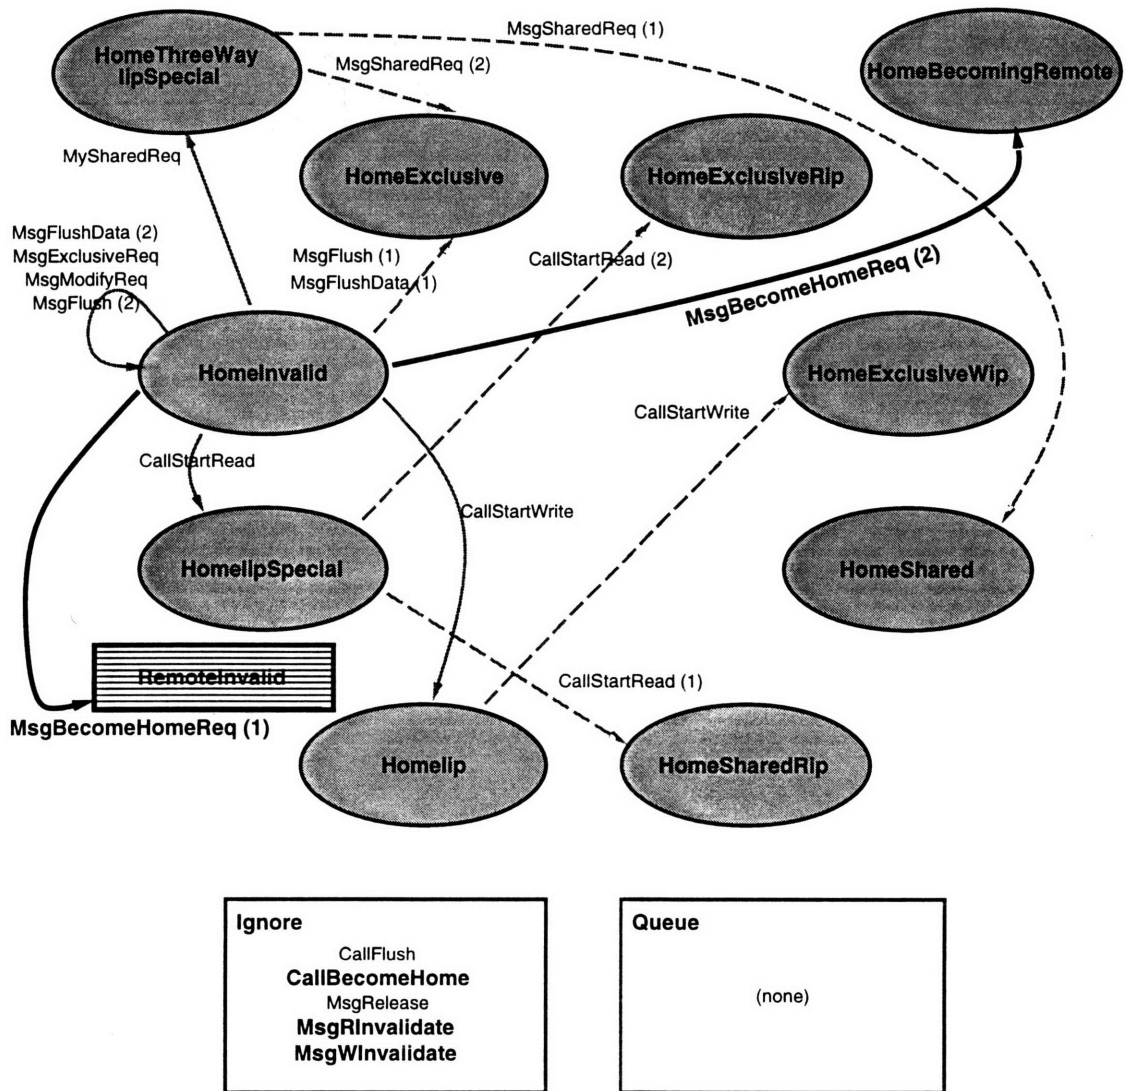 MsgSharedReq (1)
HomeThreeWay
IipSpecial
MsgSharedReq (2)
HomeBecomingRemote
MySharedReq
HomeExclusive
HomeExclusiveRip
MsgFlushData (2)
MsgExclusiveReq
MsgModifyReq
MsgFlush (2)
MsgFlush (1)
MsgFlushData (1)
CallStartRead (2)
MsgBecomeHomeReq (2)
HomeInvalid
HomeExclusiveWip
CallStartWrite
CallStartRead
CallStartWrite
HomeIipSpecial
HomeShared
RemoteInvalid
CallStartRead (1)
MsgBecomeHomeReq (1)
HomeIip
HomeSharedRip
Ignore
CallFlush
CallBecomeHome
MsgRelease
MsgRInvalidate
MsgWInvalidate
Queue
(none)